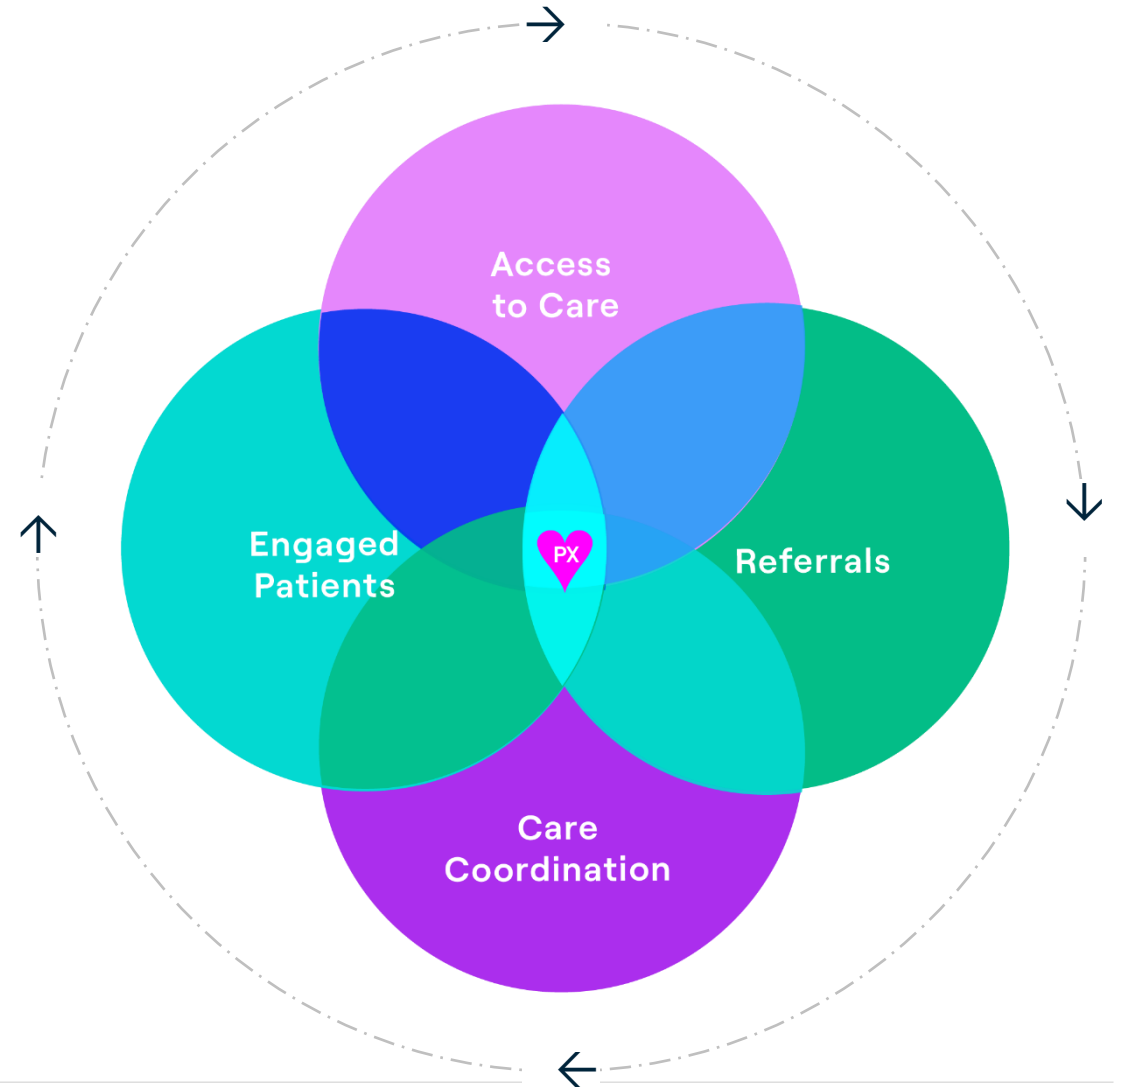 Access
to Care
Engaged
Patients
PX
Referrals
Care
Coordination